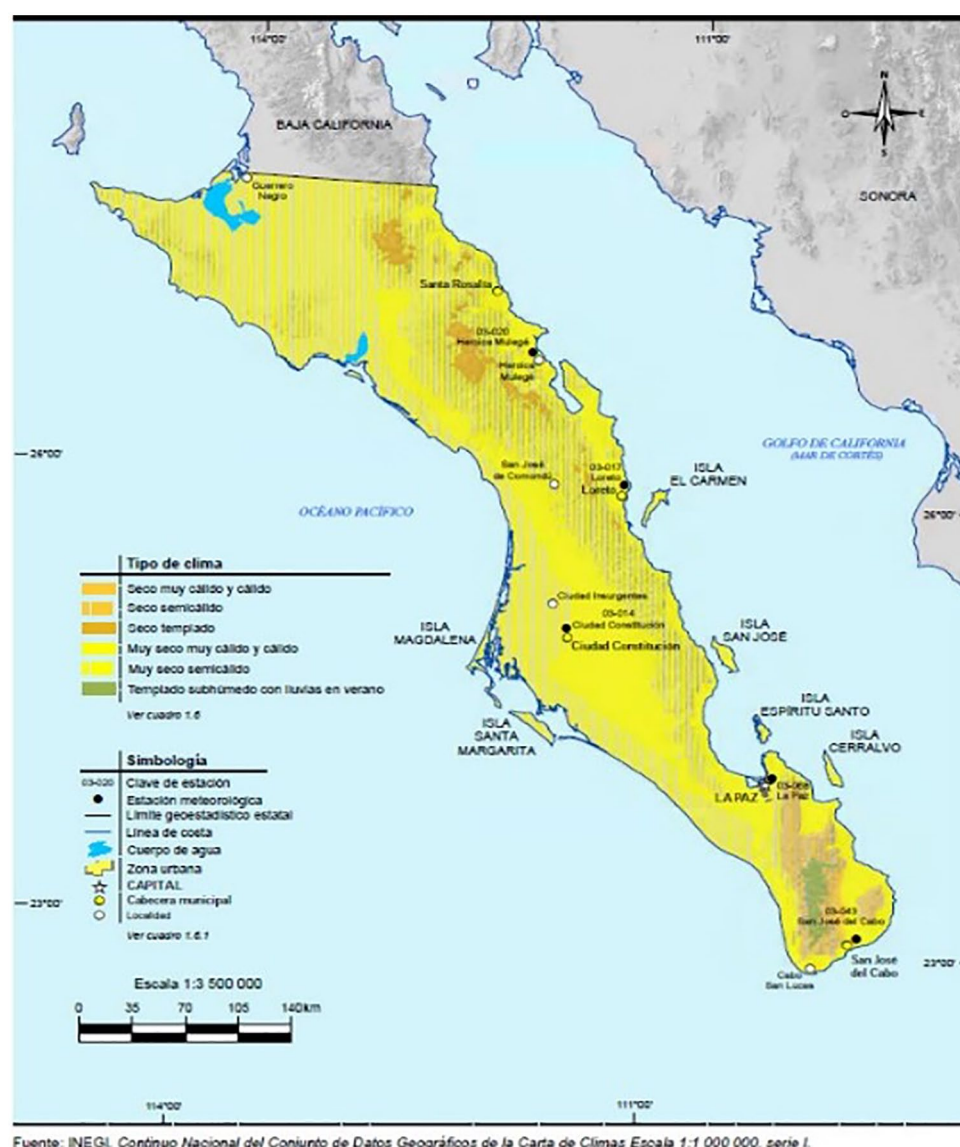 114°00'
111°00'
BAJA CALIFORNIA
N
O
E
S
SONORA
Guerrero
Negro
Santa Rosalía
03-020
Heroica Mulegé
Heroica
Mulegé
26°00'
GOLFO DE CALIFORNIA
(MAR DE CORTÉS)
San José
de Comondú
03-017
Loreto
Loreto
ISLA
EL CARMEN
OCÉANO PACÍFICO
26°00'
Tipo de clima
Seco muy cálido y cálido
Seco semicálido
Seco templado
Muy seco muy cálido y cálido
Muy seco semicálido
Templado subhúmedo con lluvias en verano
Ver cuadro 1.6
Ciudad Insurgentes
03-014
Ciudad Constitución
Ciudad Constitución
ISLA
MAGDALENA
ISLA
SAN JOSÉ
ISLA
SANTA
MARGARITA
ISLA
ESPÍRITU SANTO
ISLA
CERRALVO
LA PAZ
La Paz
Simbología
03-020 Clave de estación
Estación meteorológica
Límite geoestadístico estatal
Línea de costa
Cuerpo de agua
Zona urbana
CAPITAL
Cabecera municipal
Localidad
Ver cuadro 1.6.1
23°00'
03-043
San José del Cabo
San José
del Cabo
Cabo
San Lucas
23°00'
Escala 1:3 500 000
0 35 70 105 140km
114°00'
111°00'
Fuente: INEGI. Continuo Nacional del Conjunto de Datos Geográficos de la Carta de Climas Escala 1:1 000 000, serie I.